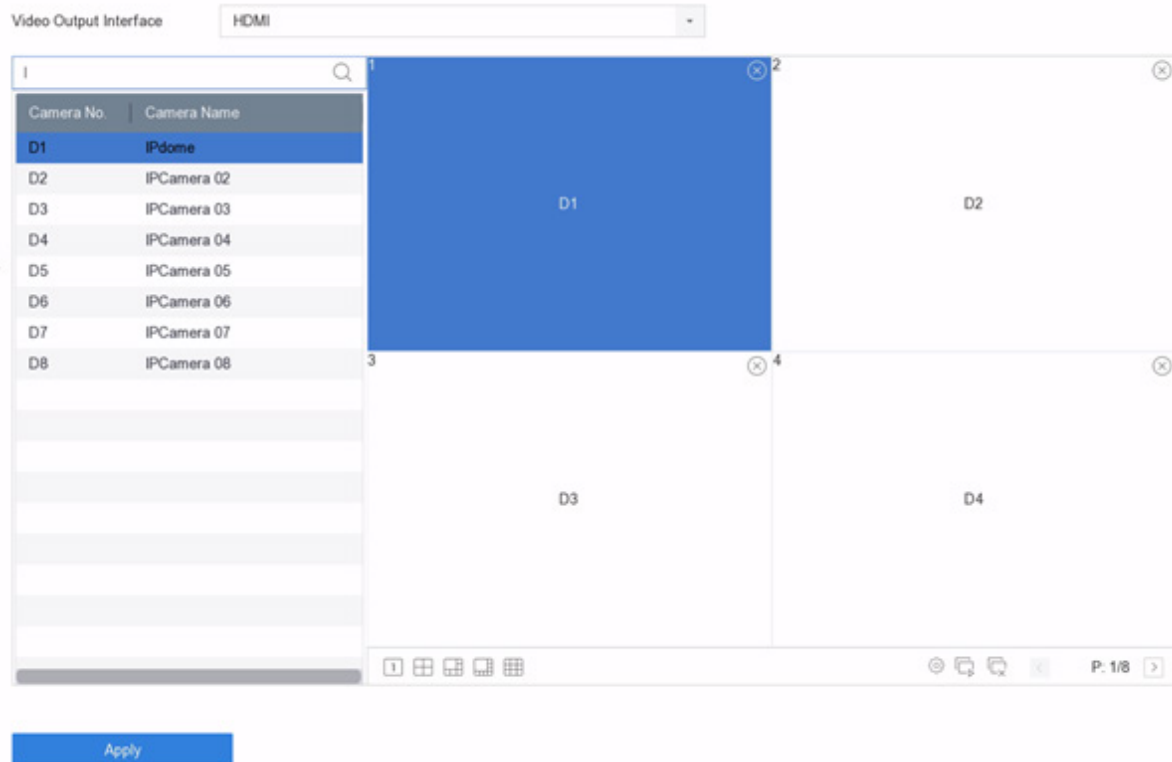 Video Output Interface HDMI
Camera No. Camera Name
D1 IPdome
D2 IPCamera 02
D3 IPCamera 03
D4 IPCamera 04
D5 IPCamera 05
D6 IPCamera 06
D7 IPCamera 07
D8 IPCamera 08
1
D1
2
D2
3
D3
4
D4
1
P: 1/8
Apply